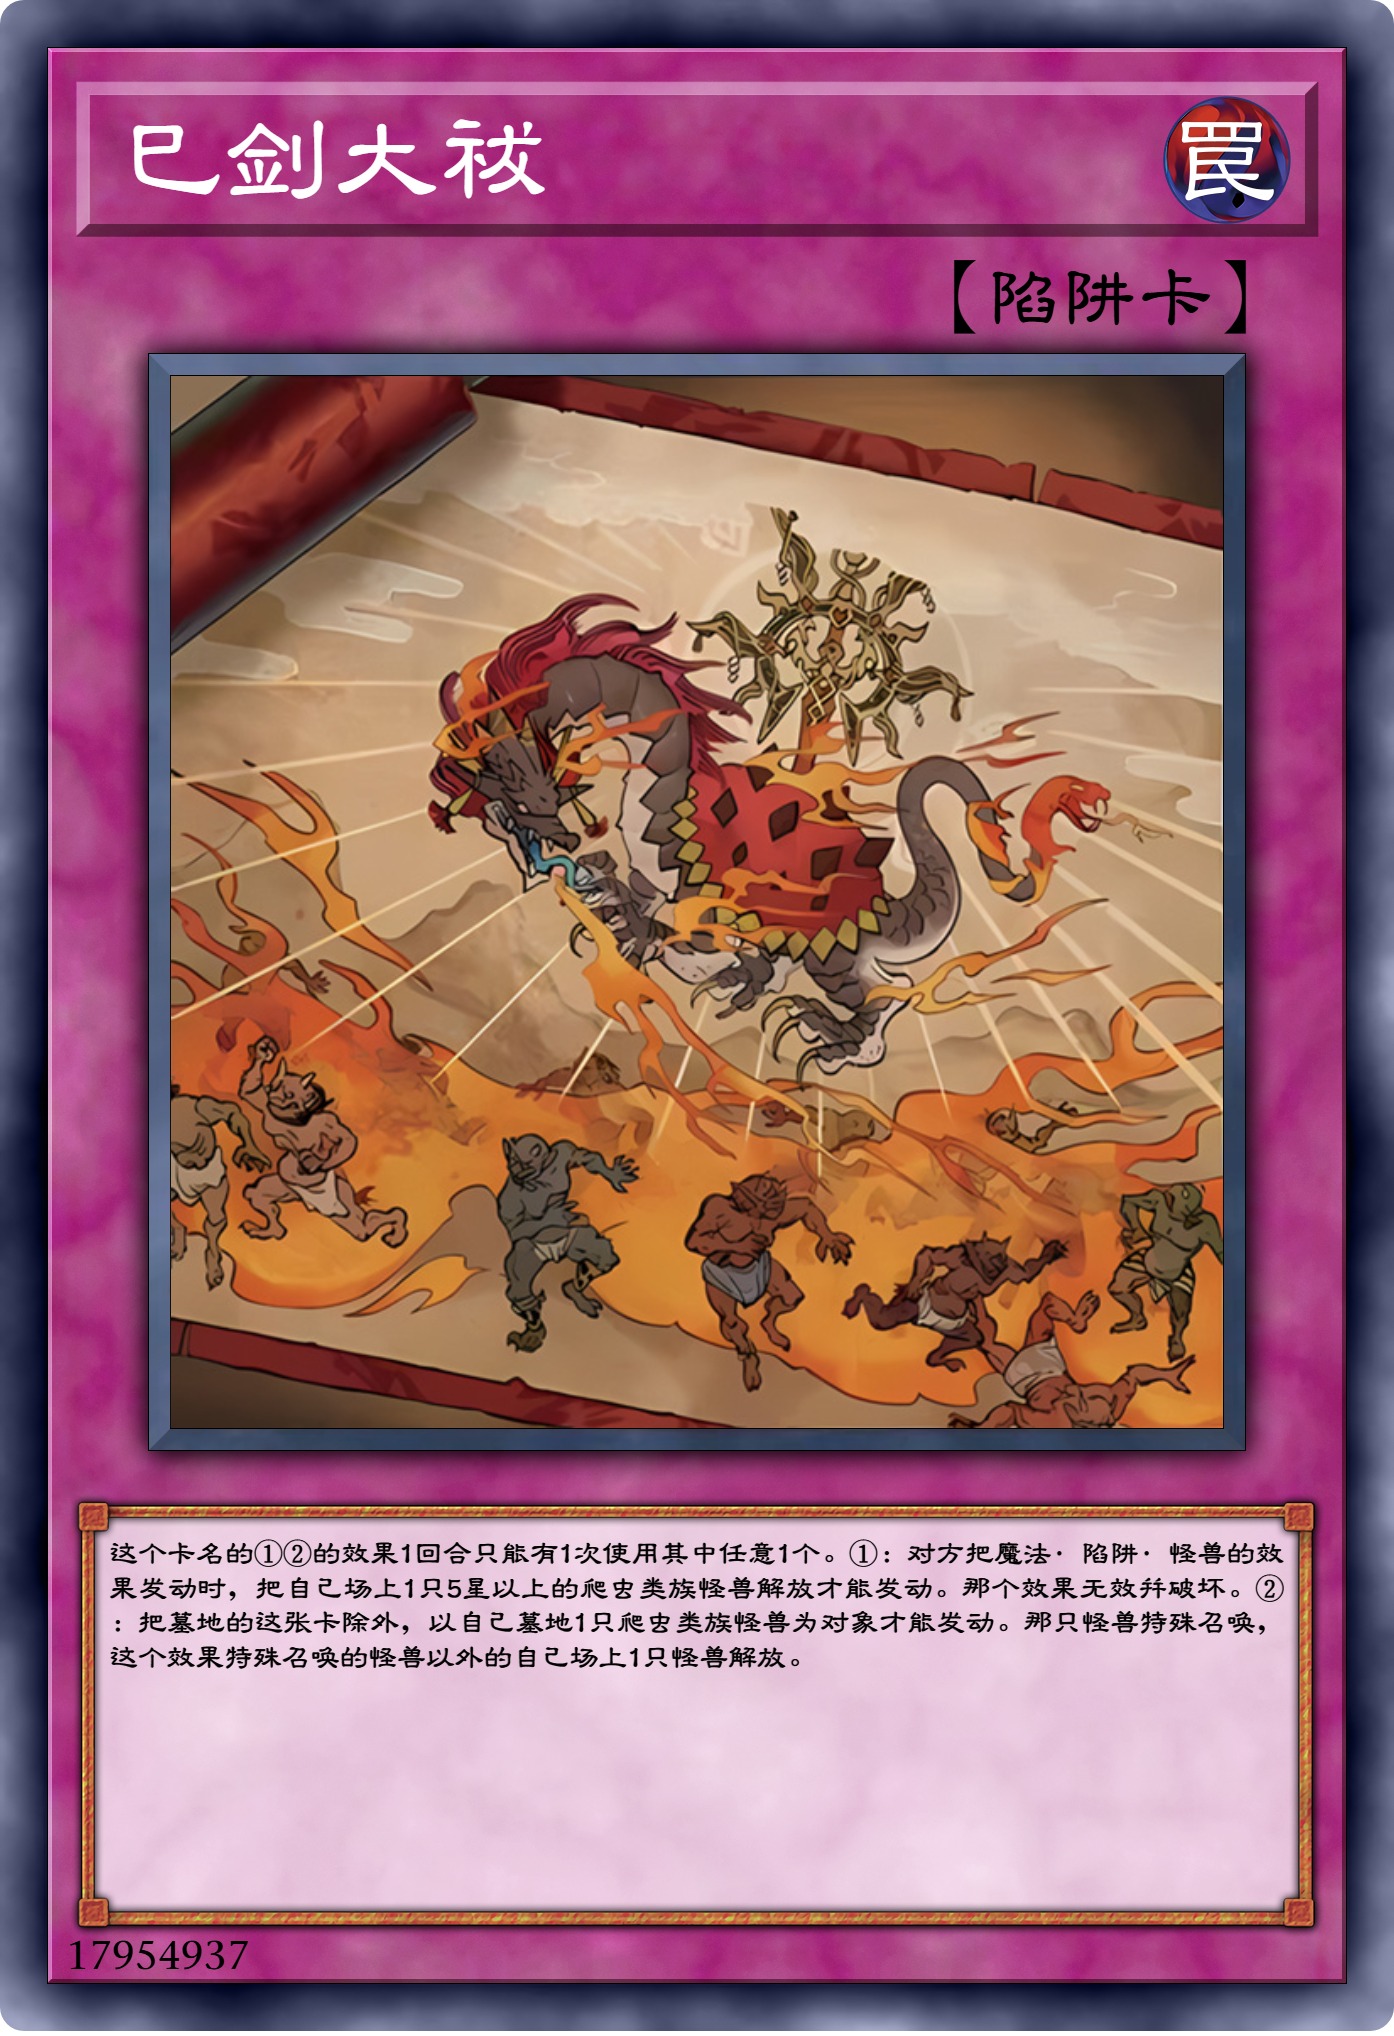 巳剑大祓
罠
【陷阱卡】
这个卡名的①②的效果1回合只能有1次使用其中任意1个。①：对方把魔法·陷阱·怪兽的效
果发动时，把自己场上1只5星以上的爬虫类族怪兽解放才能发动。那个效果无效并破坏。②
：把墓地的这张卡除外，以自己墓地1只爬虫类族怪兽为对象才能发动。那只怪兽特殊召唤，
这个效果特殊召唤的怪兽以外的自己场上1只怪兽解放。
17954937